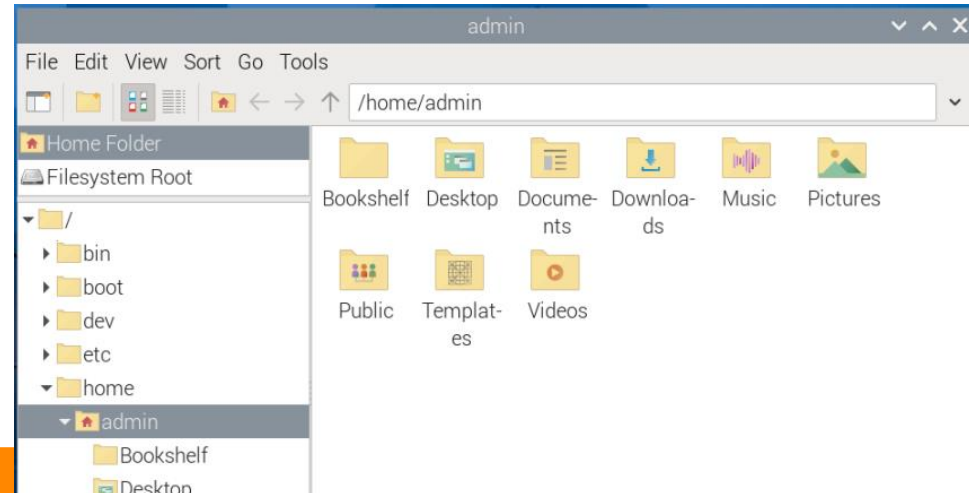 admin
File Edit View Sort Go Tools
/home/admin
Home Folder
Filesystem Root
/
bin
boot
dev
etc
home
admin
Bookshelf
Desktop
Bookshelf Desktop Docume- Downloa- Music Pictures
nts ds
Public Templat- Videos
es